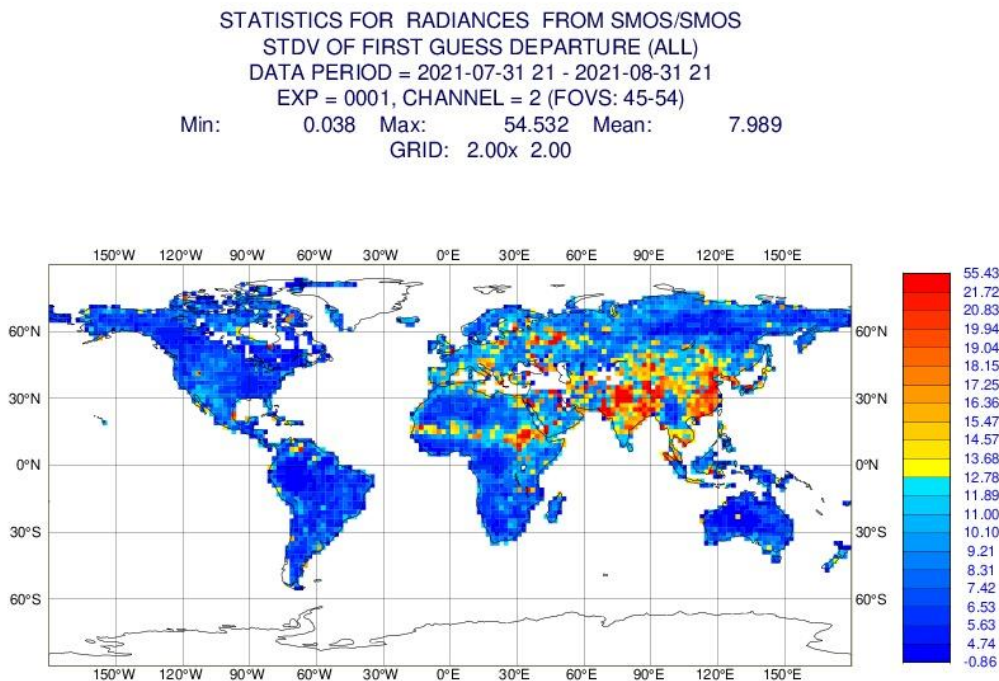 STATISTICS FOR RADIANCES FROM SMOS/SMOS
STDV OF FIRST GUESS DEPARTURE (ALL)
DATA PERIOD = 2021-07-31 21 - 2021-08-31 21
EXP = 0001, CHANNEL = 2 (FOVS: 45-54)
Min: 0.038 Max: 54.532 Mean: 7.989
GRID: 2.00x 2.00
150°W 120°W 90°W 60°W 30°W 0°E 30°E 60°E 90°E 120°E 150°E
60°N 60°N
30°N 30°N
0°N 0°N
30°S 30°S
60°S 60°S
150°W 120°W 90°W 60°W 30°W 0°E 30°E 60°E 90°E 120°E 150°E
55.43
21.72
20.83
19.94
19.04
18.15
17.25
16.36
15.47
14.57
13.68
12.78
11.89
11.00
10.10
9.21
8.31
7.42
6.53
5.63
4.74
-0.86